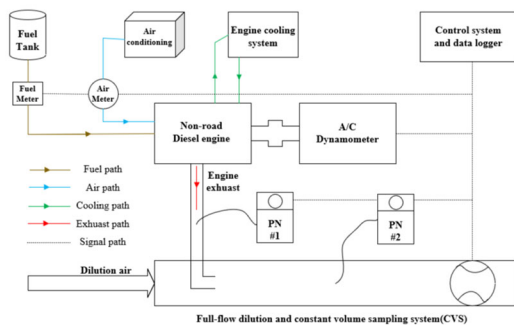 Fuel
Tank
Air
conditioning
Engine cooling
system
Control system
and data logger
Fuel
Meter
Air
Meter
Non-road
Diesel engine
A/C
Dynamometer
Fuel path
Air path
Cooling path
Exhuast path
Signal path
Engine
exhuast
PN
#1
PN
#2
Dilution air
Full-flow dilution and constant volume sampling system(CVS)